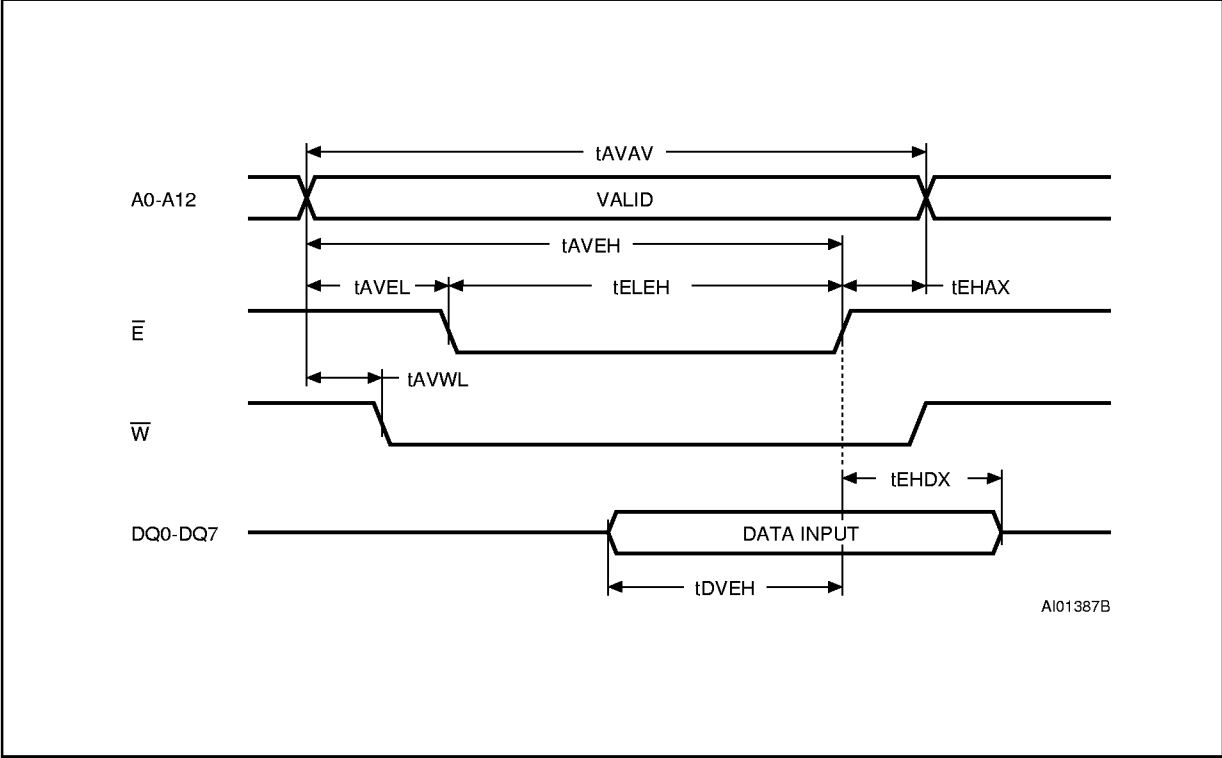 tAVAV
A0-A12 VALID
tAVEH
tAVEL tELEH tEHAX
E̅
tAVWL
W̅
tEHDX
DQ0-DQ7 DATA INPUT
tDVEH
AI01387B